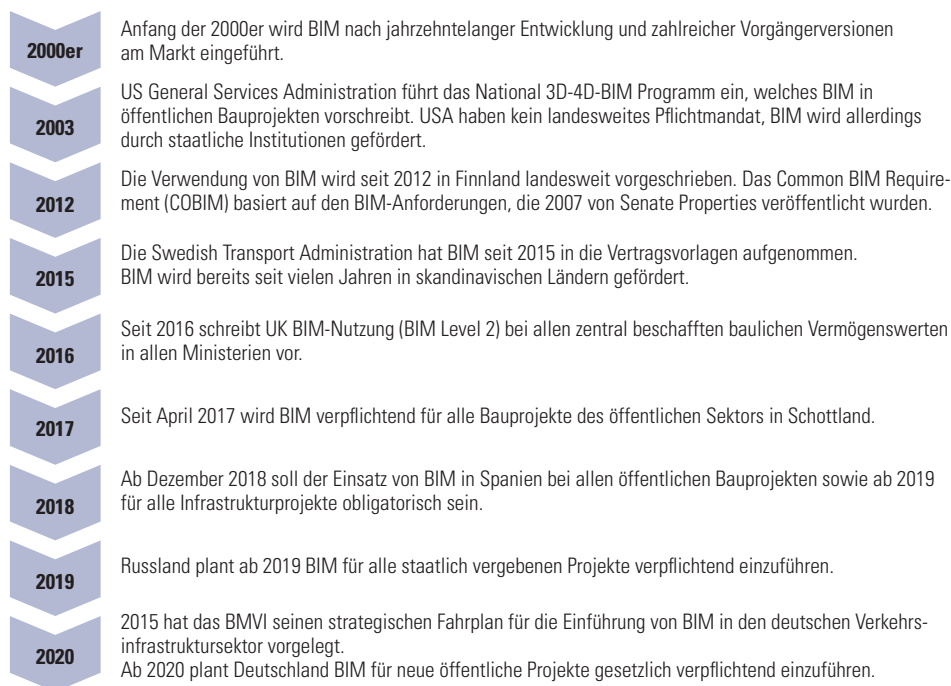 2000er
Anfang der 2000er wird BIM nach jahrzehntelanger Entwicklung und zahlreicher Vorgängerversionen
am Markt eingeführt.
2003
US General Services Administration führt das National 3D-4D-BIM Programm ein, welches BIM in
öffentlichen Bauprojekten vorschreibt. USA haben kein landesweites Pflichtmandat, BIM wird allerdings
durch staatliche Institutionen gefördert.
2012
Die Verwendung von BIM wird seit 2012 in Finnland landesweit vorgeschrieben. Das Common BIM Require-
ment (COBIM) basiert auf den BIM-Anforderungen, die 2007 von Senate Properties veröffentlicht wurden.
2015
Die Swedish Transport Administration hat BIM seit 2015 in die Vertragsvorlagen aufgenommen.
BIM wird bereits seit vielen Jahren in skandinavischen Ländern gefördert.
2016
Seit 2016 schreibt UK BIM-Nutzung (BIM Level 2) bei allen zentral beschafften baulichen Vermögenswerten
in allen Ministerien vor.
2017
Seit April 2017 wird BIM verpflichtend für alle Bauprojekte des öffentlichen Sektors in Schottland.
2018
Ab Dezember 2018 soll der Einsatz von BIM in Spanien bei allen öffentlichen Bauprojekten sowie ab 2019
für alle Infrastrukturprojekte obligatorisch sein.
2019
Russland plant ab 2019 BIM für alle staatlich vergebenen Projekte verpflichtend einzuführen.
2020
2015 hat das BMVI seinen strategischen Fahrplan für die Einführung von BIM in den deutschen Verkehrs-
infrastruktursektor vorgelegt.
Ab 2020 plant Deutschland BIM für neue öffentliche Projekte gesetzlich verpflichtend einzuführen.